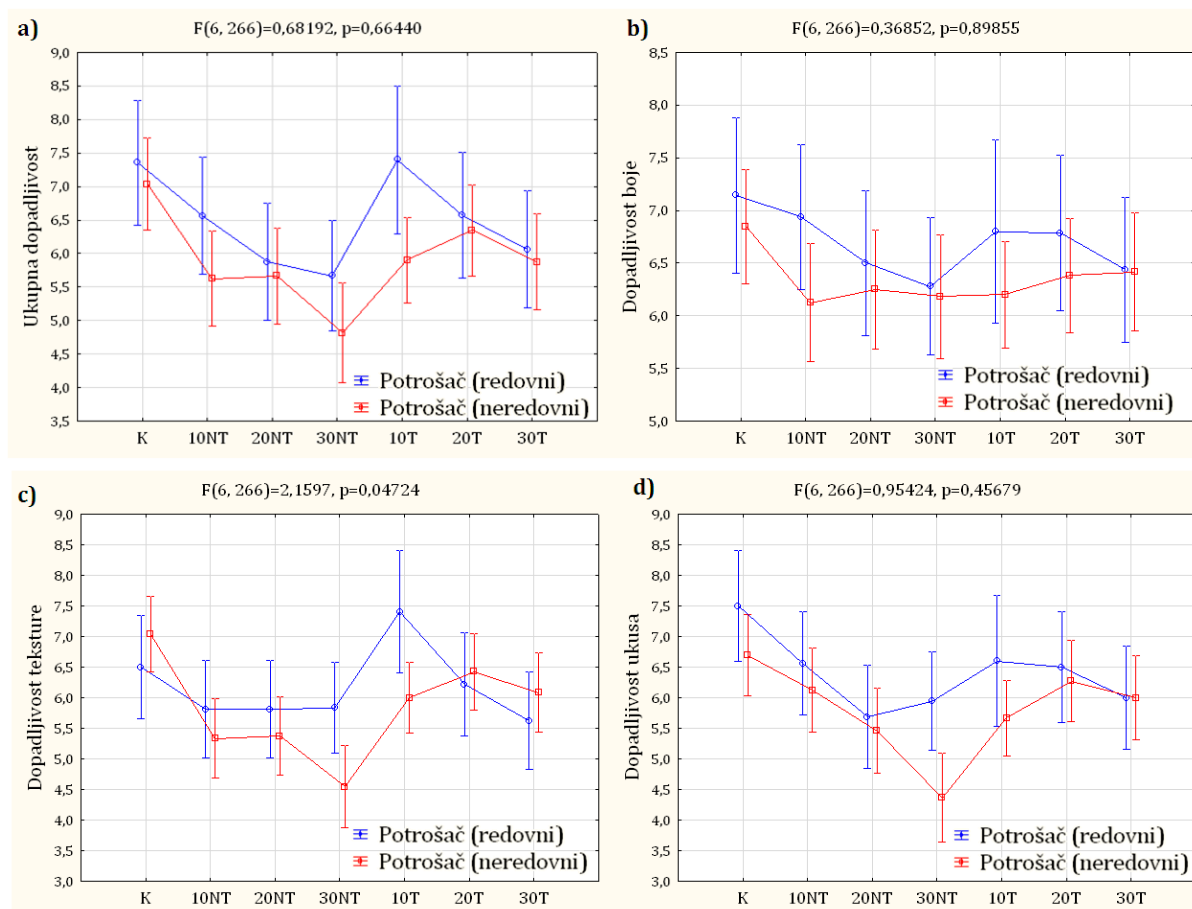 a)
F(6, 266)=0,68192, p=0,66440
Ukupna dopadljivost
9,0
8,5
8,0
7,5
7,0
6,5
6,0
5,5
5,0
4,5
4,0
3,5
Potrošač (redovni)
Potrošač (neredovni)
K 10NT 20NT 30NT 10T 20T 30T
b)
F(6, 266)=0,36852, p=0,89855
Dopadljivost boje
8,5
8,0
7,5
7,0
6,5
6,0
5,5
5,0
Potrošač (redovni)
Potrošač (neredovni)
K 10NT 20NT 30NT 10T 20T 30T
c)
F(6, 266)=2,1597, p=0,04724
Dopadljivost teksture
9,0
8,5
8,0
7,5
7,0
6,5
6,0
5,5
5,0
4,5
4,0
3,5
3,0
Potrošač (redovni)
Potrošač (neredovni)
K 10NT 20NT 30NT 10T 20T 30T
d)
F(6, 266)=0,95424, p=0,45679
Dopadljivost ukusa
9,0
8,5
8,0
7,5
7,0
6,5
6,0
5,5
5,0
4,5
4,0
3,5
3,0
Potrošač (redovni)
Potrošač (neredovni)
K 10NT 20NT 30NT 10T 20T 30T